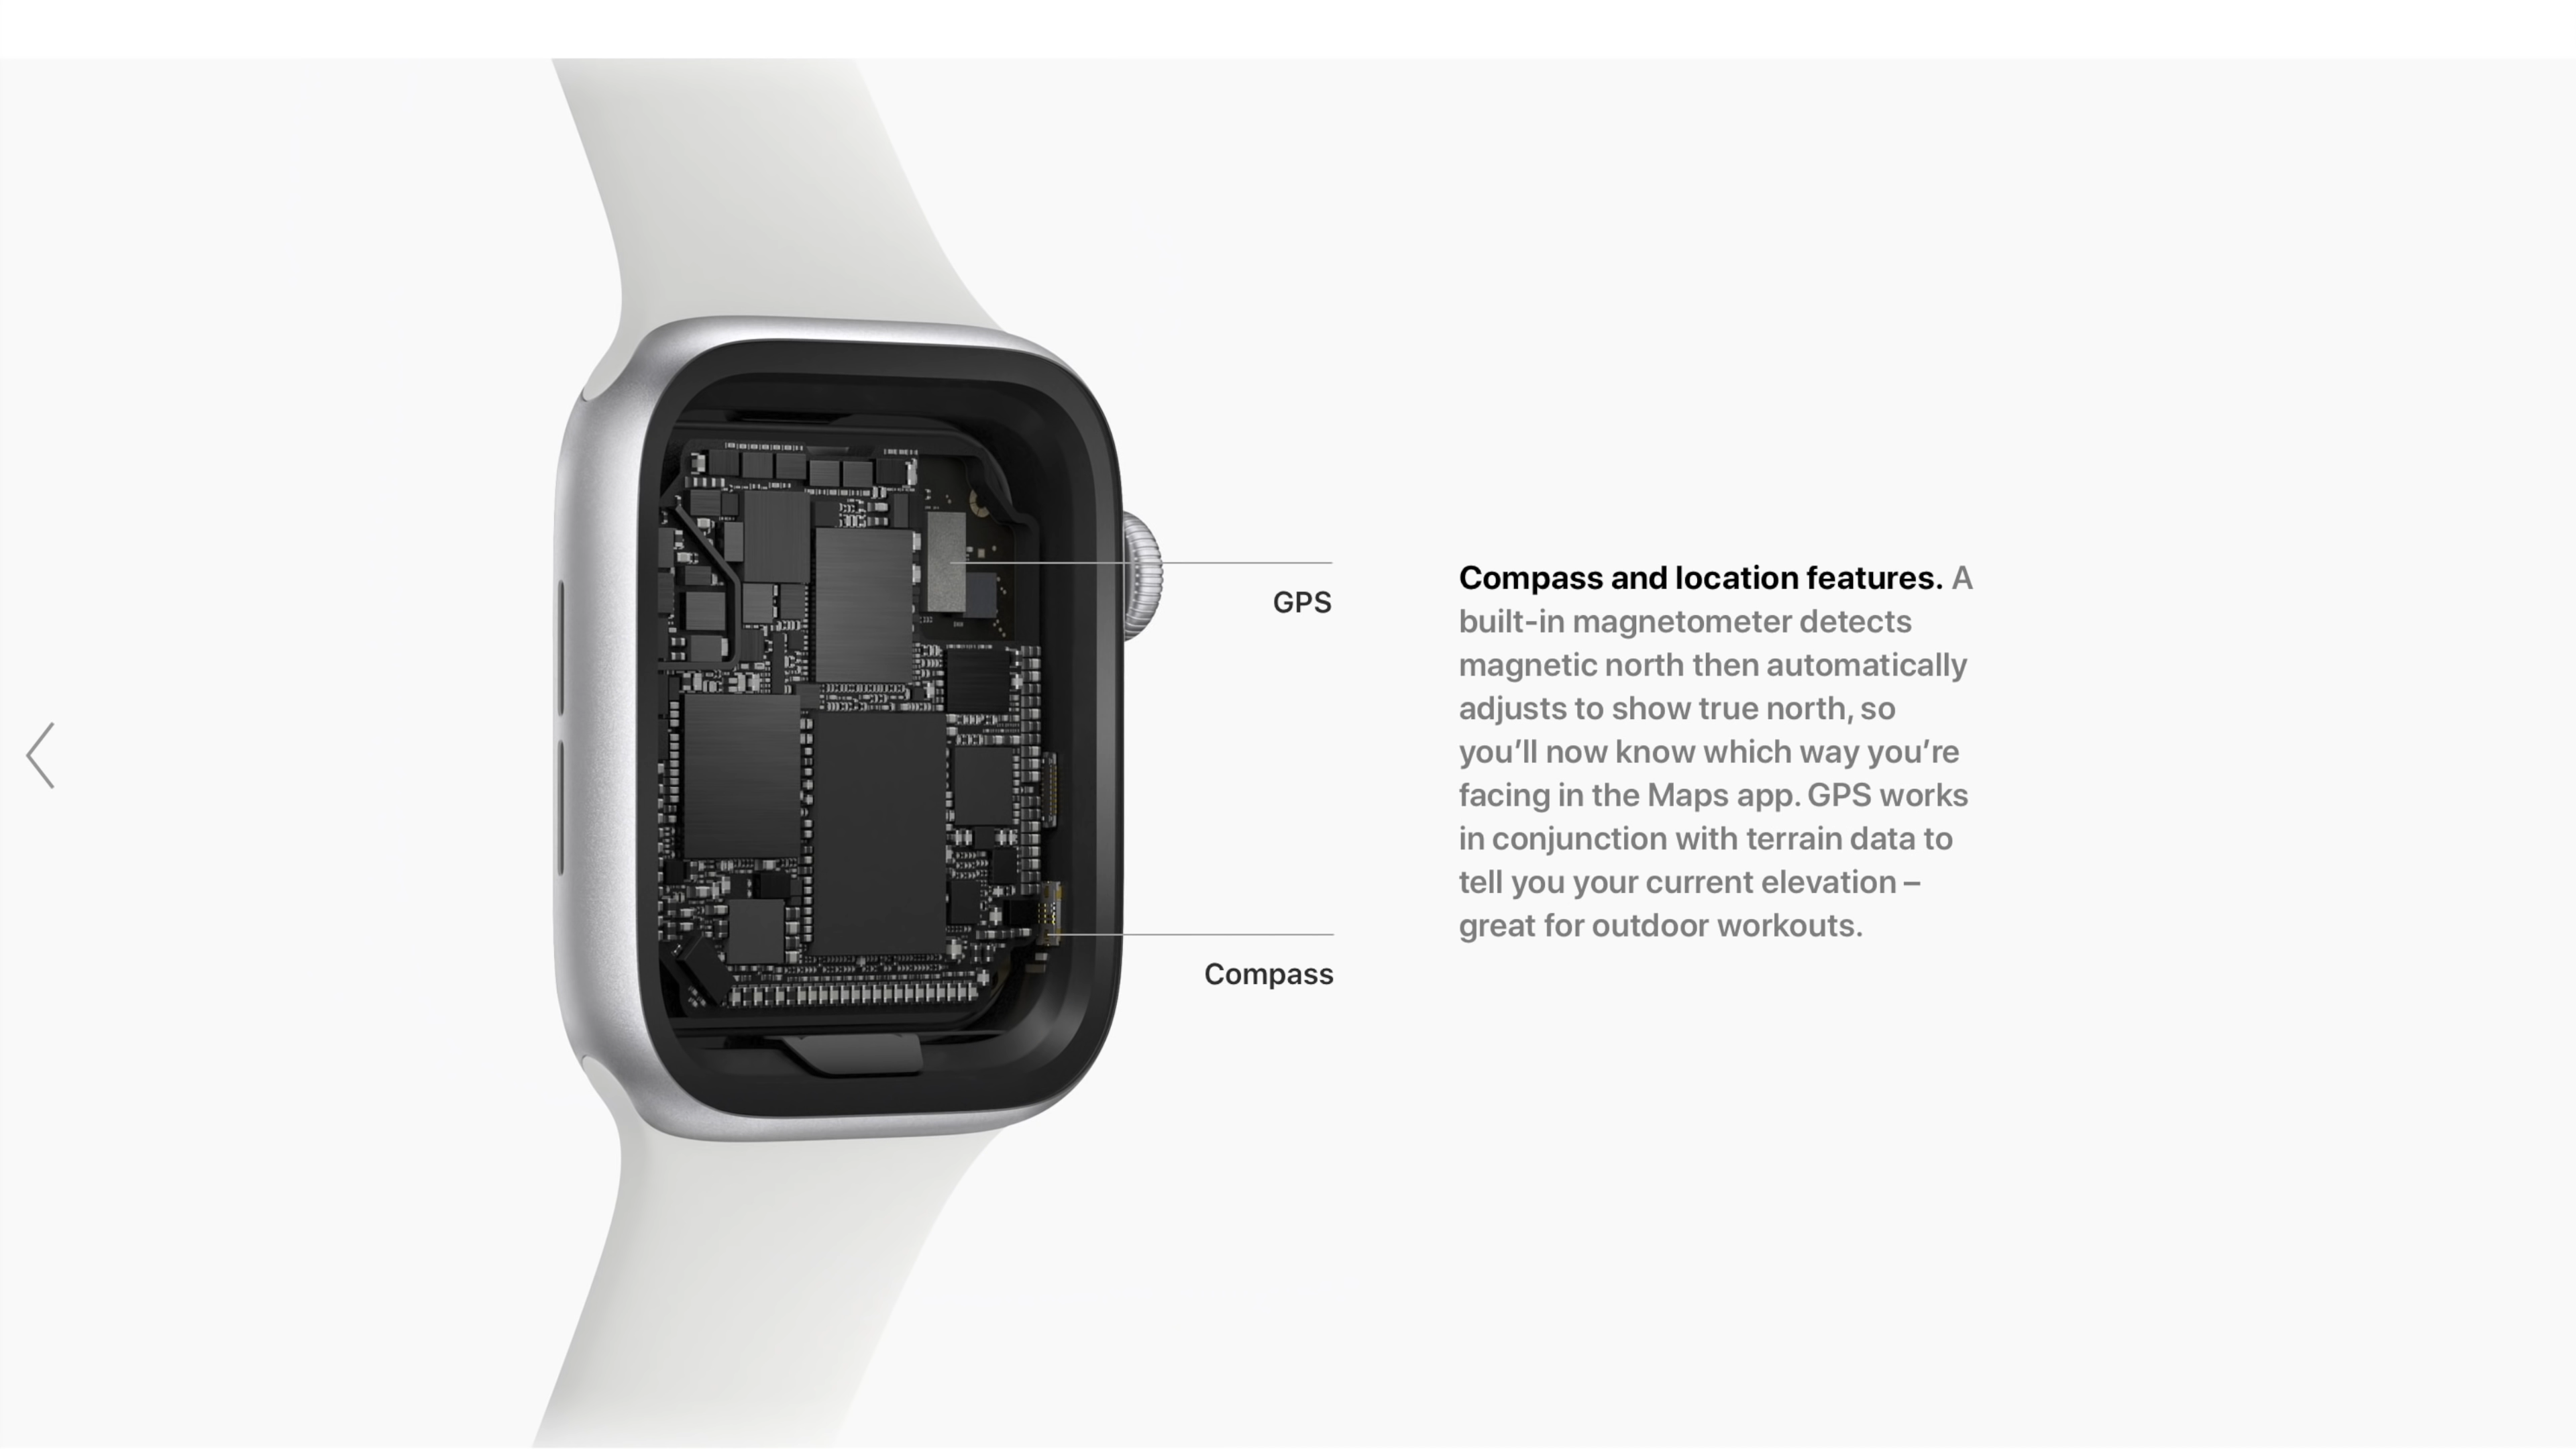 GPS
Compass
Compass and location features. A
built-in magnetometer detects
magnetic north then automatically
adjusts to show true north, so
you’ll now know which way you’re
facing in the Maps app. GPS works
in conjunction with terrain data to
tell you your current elevation –
great for outdoor workouts.